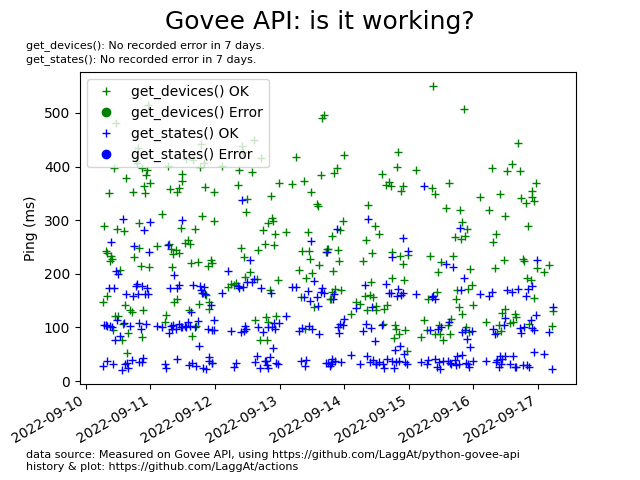 Govee API: is it working?
get_devices(): No recorded error in 7 days.
get_states(): No recorded error in 7 days.
get_devices() OK
get_devices() Error
get_states() OK
get_states() Error
Ping (ms)
500
400
300
200
100
0
2022-09-10
2022-09-11
2022-09-12
2022-09-13
2022-09-14
2022-09-15
2022-09-16
2022-09-17
data source: Measured on Govee API, using https://github.com/LaggAt/python-govee-api
history & plot: https://github.com/LaggAt/actions